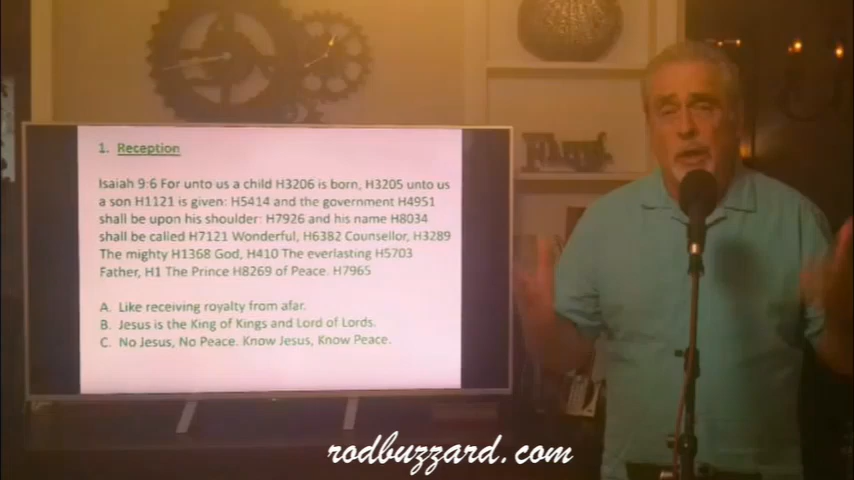 1. Reception
Isaiah 9:6 For unto us a child H3206 is born, H3205 unto us
a son H1121 is given: H5414 and the government H4951
shall be upon his shoulder: H7926 and his name H8034
shall be called H7121 Wonderful, H6382 Counsellor, H3289
The mighty H1368 God, H410 The everlasting H5703
Father, H1 The Prince H8269 of Peace. H7965
A. Like receiving royalty from afar.
B. Jesus is the King of Kings and Lord of Lords.
C. No Jesus, No Peace. Know Jesus, Know Peace.
rodbuzzard.com